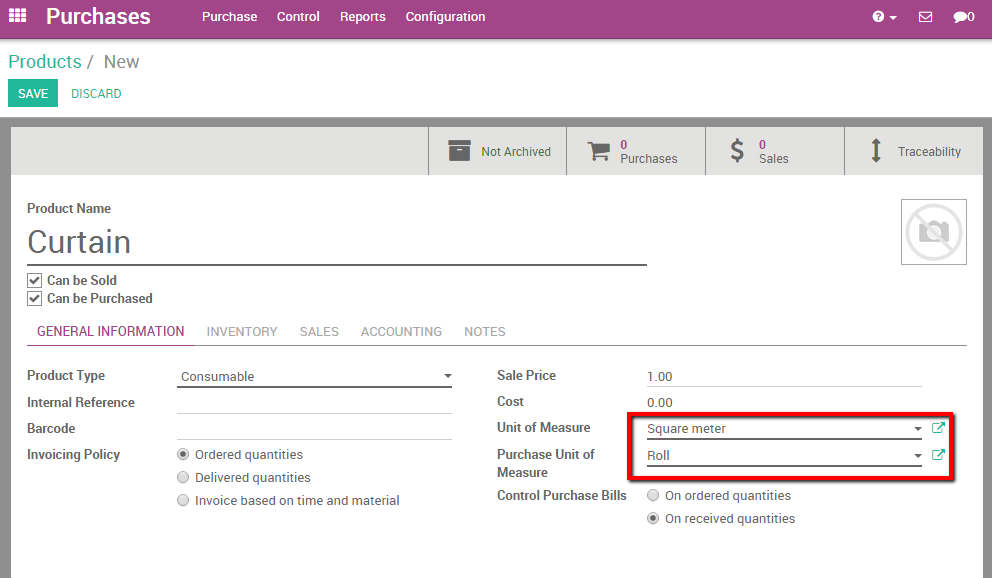 Purchases Purchase Control Reports Configuration 0
Products / New
SAVE DISCARD
Not Archived
0
Purchases
0
Sales
Traceability
Product Name
Curtain
Can be Sold
Can be Purchased
GENERAL INFORMATION INVENTORY SALES ACCOUNTING NOTES
Product Type Consumable
Internal Reference
Barcode
Invoicing Policy Ordered quantities
Delivered quantities
Invoice based on time and material
Sale Price 1.00
Cost 0.00
Unit of Measure Square meter
Purchase Unit of Roll
Measure
Control Purchase Bills On ordered quantities
On received quantities